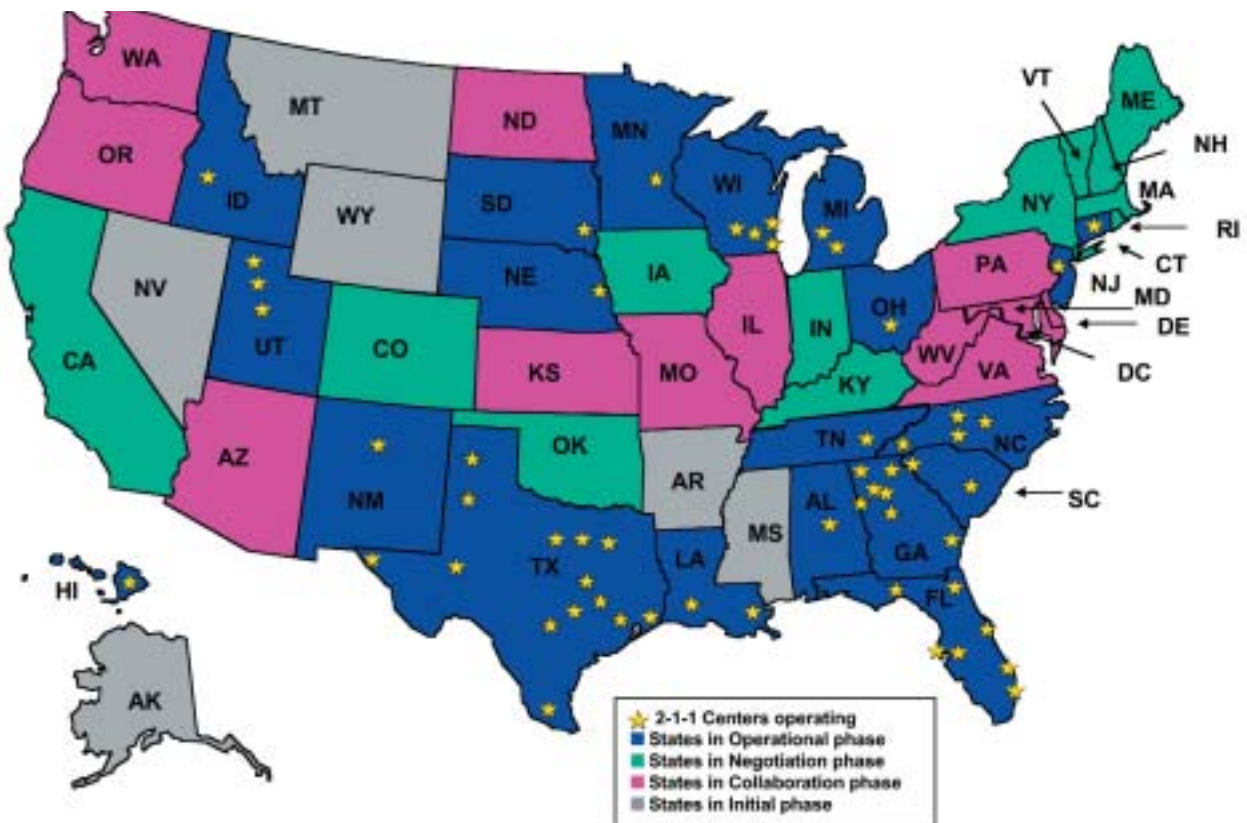 WA
VT
ME
MT
ND
MN
OR
NH
WI
MA
ID
SD
MI
NY
WY
RI
PA
CT
IA
NE
NV
NJ
MD
OH
IL
IN
DE
UT
CO
CA
WV
DC
KS
MO
VA
KY
TN
NC
OK
AZ
AR
NM
AL
SC
MS
GA
LA
TX
HI
FL
AK
2-1-1 Centers operating
States in Operational phase
States in Negotiation phase
States in Collaboration phase
States in Initial phase